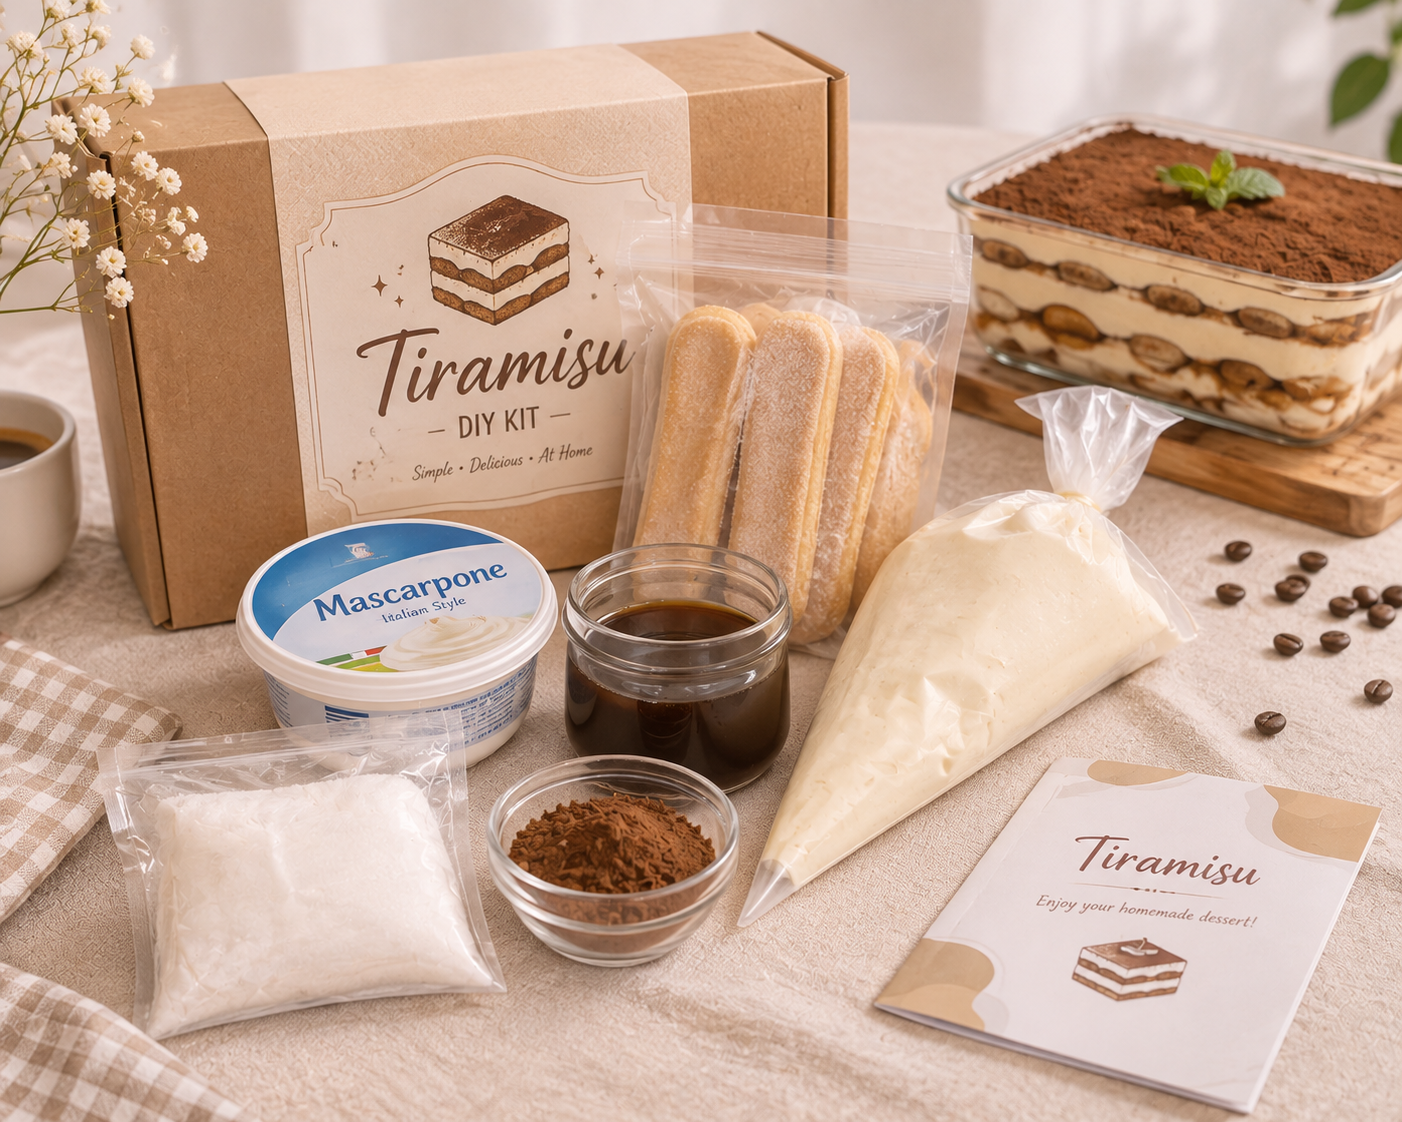 Tiramisu
— DIY KIT —
Simple • Delicious • At Home
Mascarpone
Italian Style
Tiramisu
Enjoy your homemade dessert!